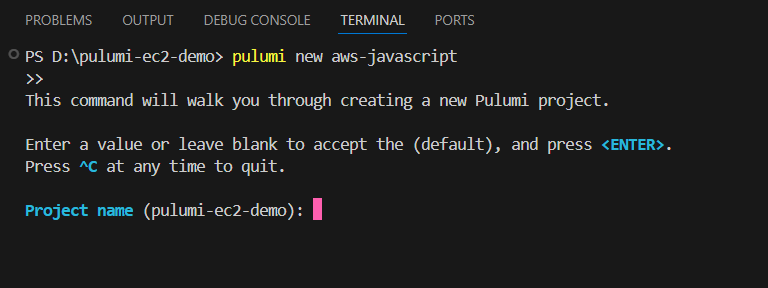 PROBLEMS OUTPUT DEBUG CONSOLE TERMINAL PORTS
PS D:\pulumi-ec2-demo> pulumi new aws-javascript
>>
This command will walk you through creating a new Pulumi project.
Enter a value or leave blank to accept the (default), and press <ENTER>.
Press ^C at any time to quit.
Project name (pulumi-ec2-demo):